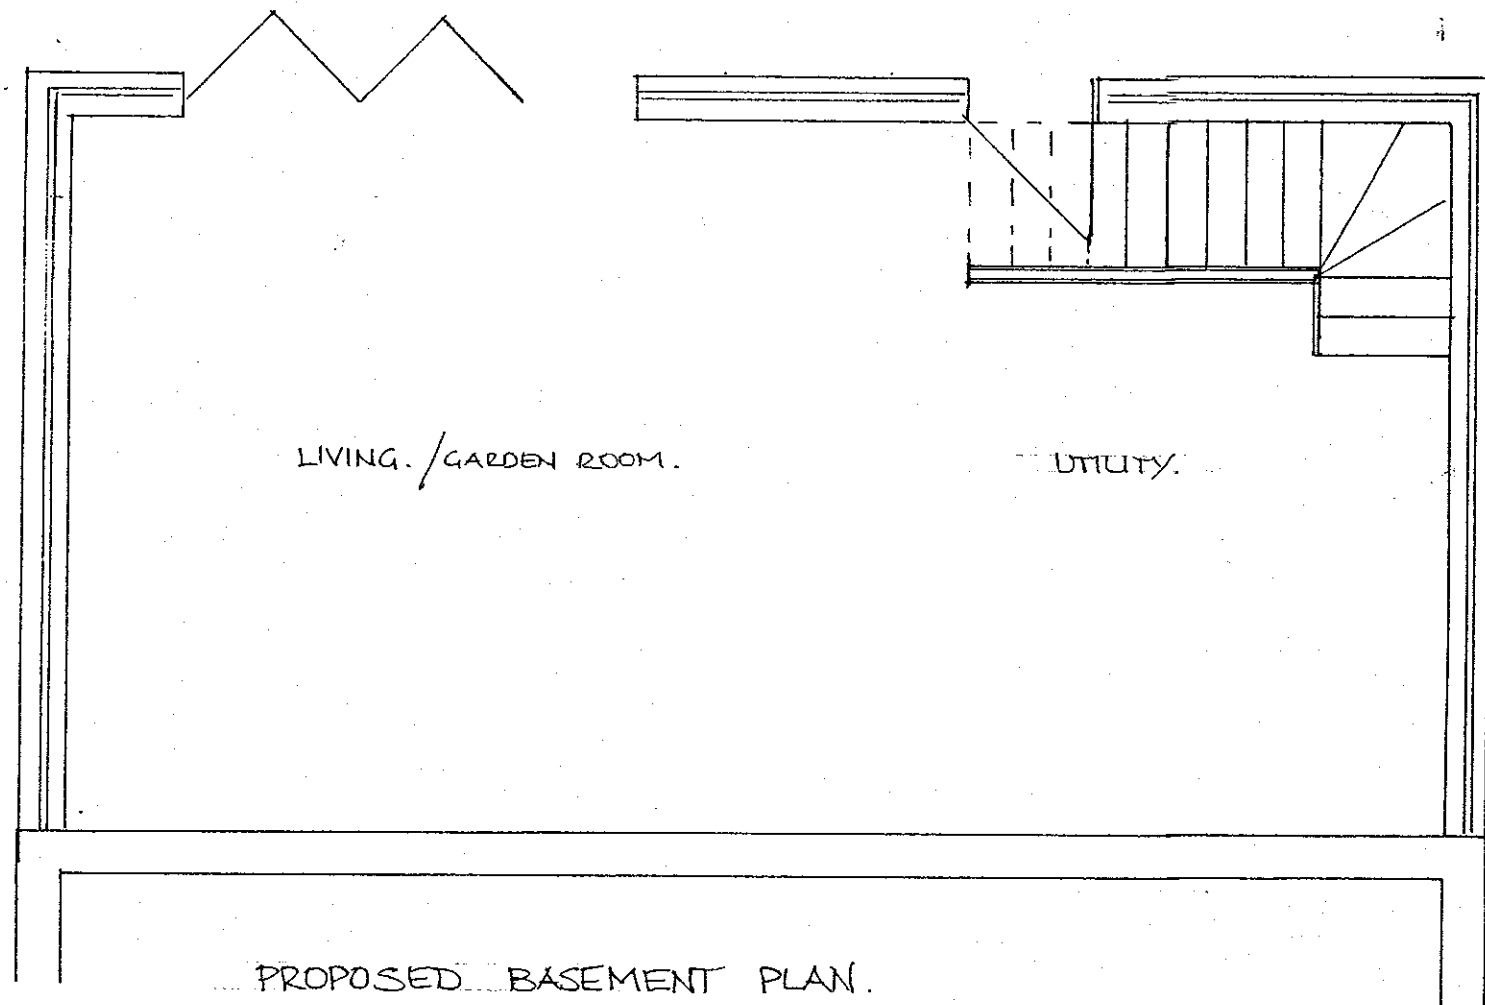 LIVING. / GARDEN ROOM.
UTILITY.
PROPOSED BASEMENT PLAN.